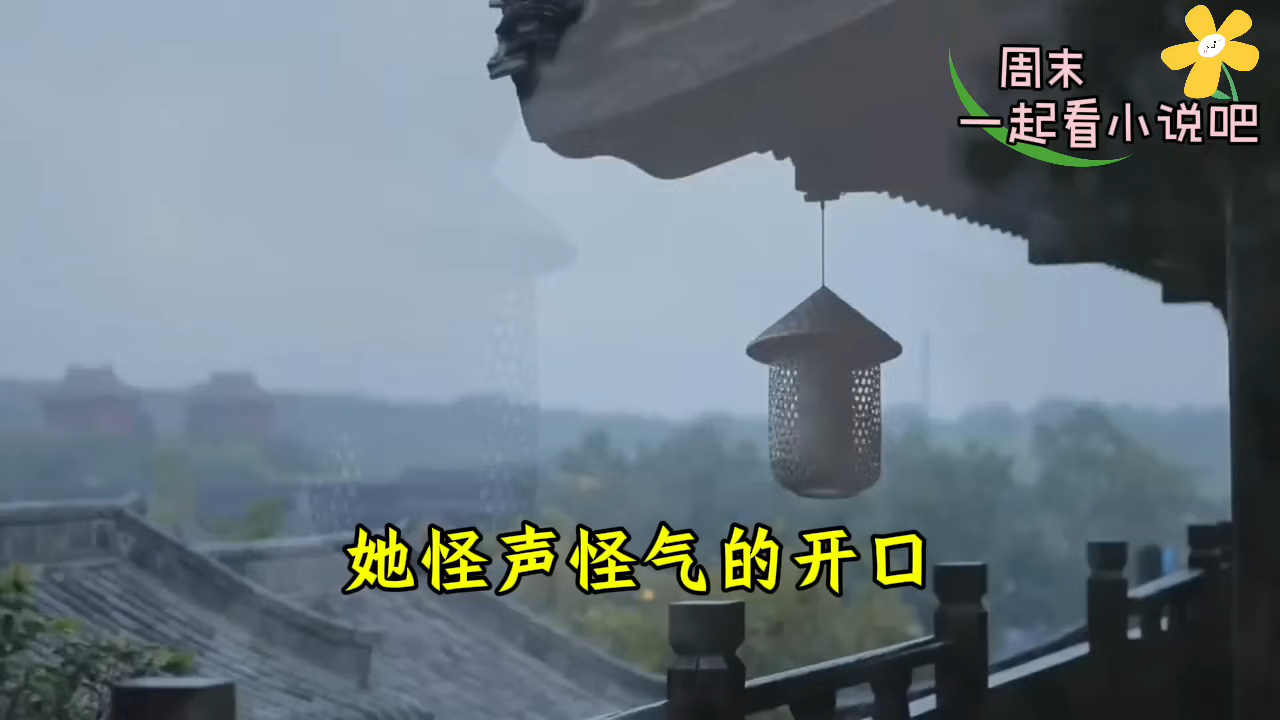 周末
一起看小说吧
她怪声怪气的开口